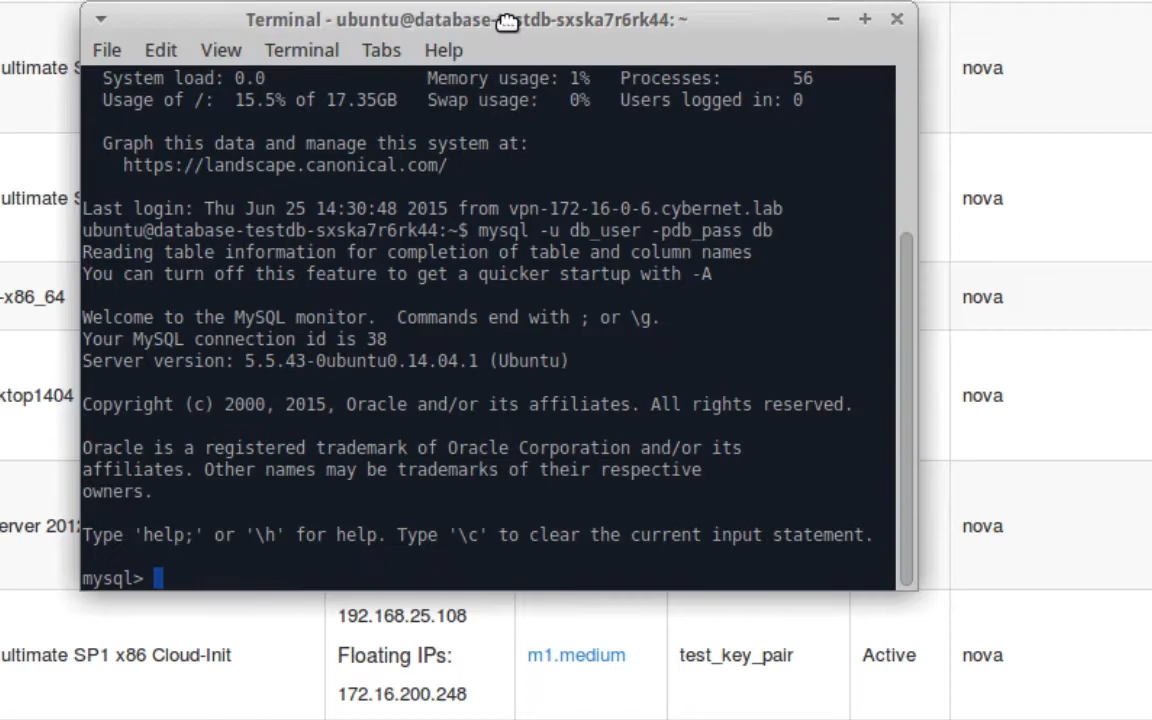 Terminal - ubuntu@database-testdb-sxska7r6rk44: ~
File Edit View Terminal Tabs Help
System load: 0.0 Memory usage: 1% Processes: 56
Usage of /: 15.5% of 17.35GB Swap usage: 0% Users logged in: 0
Graph this data and manage this system at:
https://landscape.canonical.com/
Last login: Thu Jun 25 14:30:48 2015 from vpn-172-16-0-6.cybernet.lab
ubuntu@database-testdb-sxska7r6rk44:~$ mysql -u db_user -pdb_pass db
Reading table information for completion of table and column names
You can turn off this feature to get a quicker startup with -A
Welcome to the MySQL monitor. Commands end with ; or \g.
Your MySQL connection id is 38
Server version: 5.5.43-0ubuntu0.14.04.1 (Ubuntu)
Copyright (c) 2000, 2015, Oracle and/or its affiliates. All rights reserved.
Oracle is a registered trademark of Oracle Corporation and/or its
affiliates. Other names may be trademarks of their respective
owners.
Type 'help;' or '\h' for help. Type '\c' to clear the current input statement.
mysql>
ultimate S
nova
ultimate S
nova
-x86_64
nova
ktop1404
nova
erver 2012
nova
192.168.25.108
ultimate SP1 x86 Cloud-Init Floating IPs: m1.medium test_key_pair Active nova
172.16.200.248